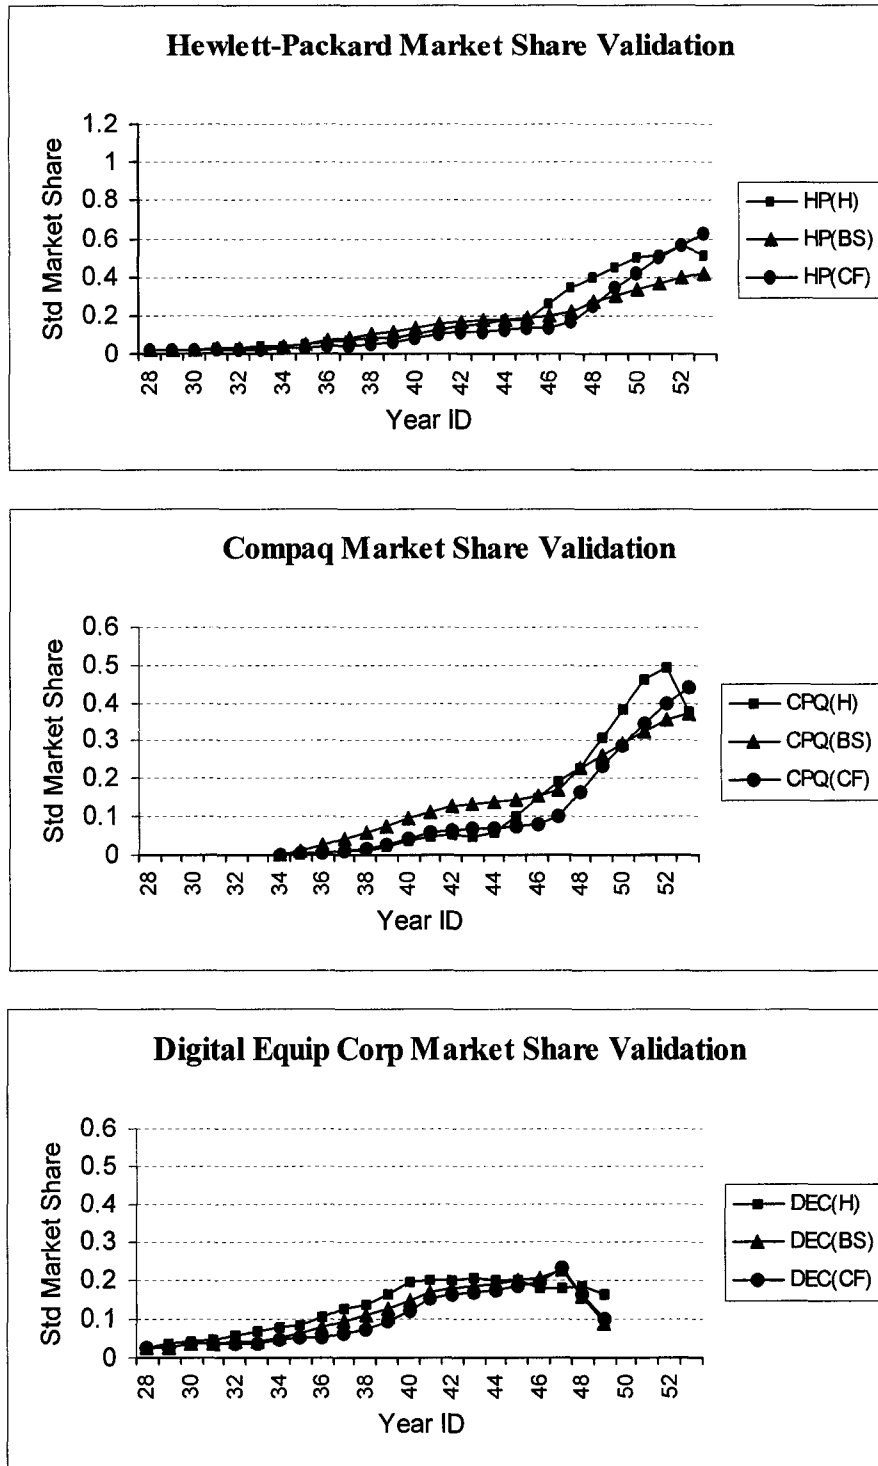 Hewlett-Packard Market Share Validation
Std Market Share
1.2
1
0.8
0.6
0.4
0.2
0
28 30 32 34 36 38 40 42 44 46 48 50 52
Year ID
HP(H)
HP(BS)
HP(CF)
Compaq Market Share Validation
Std Market Share
0.6
0.5
0.4
0.3
0.2
0.1
0
28 30 32 34 36 38 40 42 44 46 48 50 52
Year ID
CPQ(H)
CPQ(BS)
CPQ(CF)
Digital Equip Corp Market Share Validation
Std Market Share
0.6
0.5
0.4
0.3
0.2
0.1
0
28 30 32 34 36 38 40 42 44 46 48 50 52
Year ID
DEC(H)
DEC(BS)
DEC(CF)